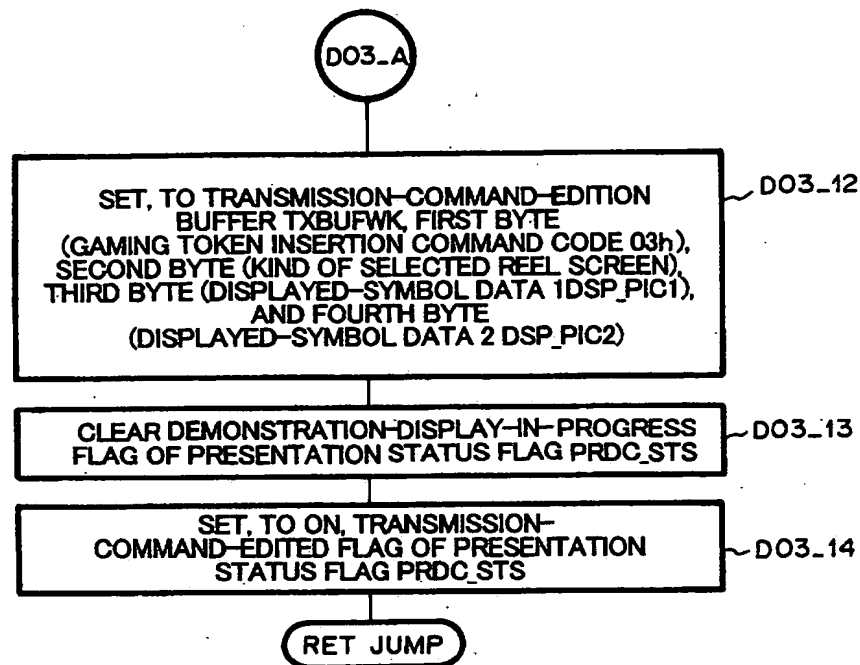 D03_A
SET, TO TRANSMISSION-COMMAND-EDITION
BUFFER TXBUFWK, FIRST BYTE
(GAMING TOKEN INSERTION COMMAND CODE 03h),
SECOND BYTE (KIND OF SELECTED REEL SCREEN),
THIRD BYTE (DISPLAYED-SYMBOL DATA 1DSP_PIC1),
AND FOURTH BYTE
(DISPLAYED-SYMBOL DATA 2 DSP_PIC2)
D03_12
CLEAR DEMONSTRATION-DISPLAY-IN-PROGRESS
FLAG OF PRESENTATION STATUS FLAG PRDC_STS
D03_13
SET, TO ON, TRANSMISSION-
COMMAND-EDITED FLAG OF PRESENTATION
STATUS FLAG PRDC_STS
D03_14
RET JUMP